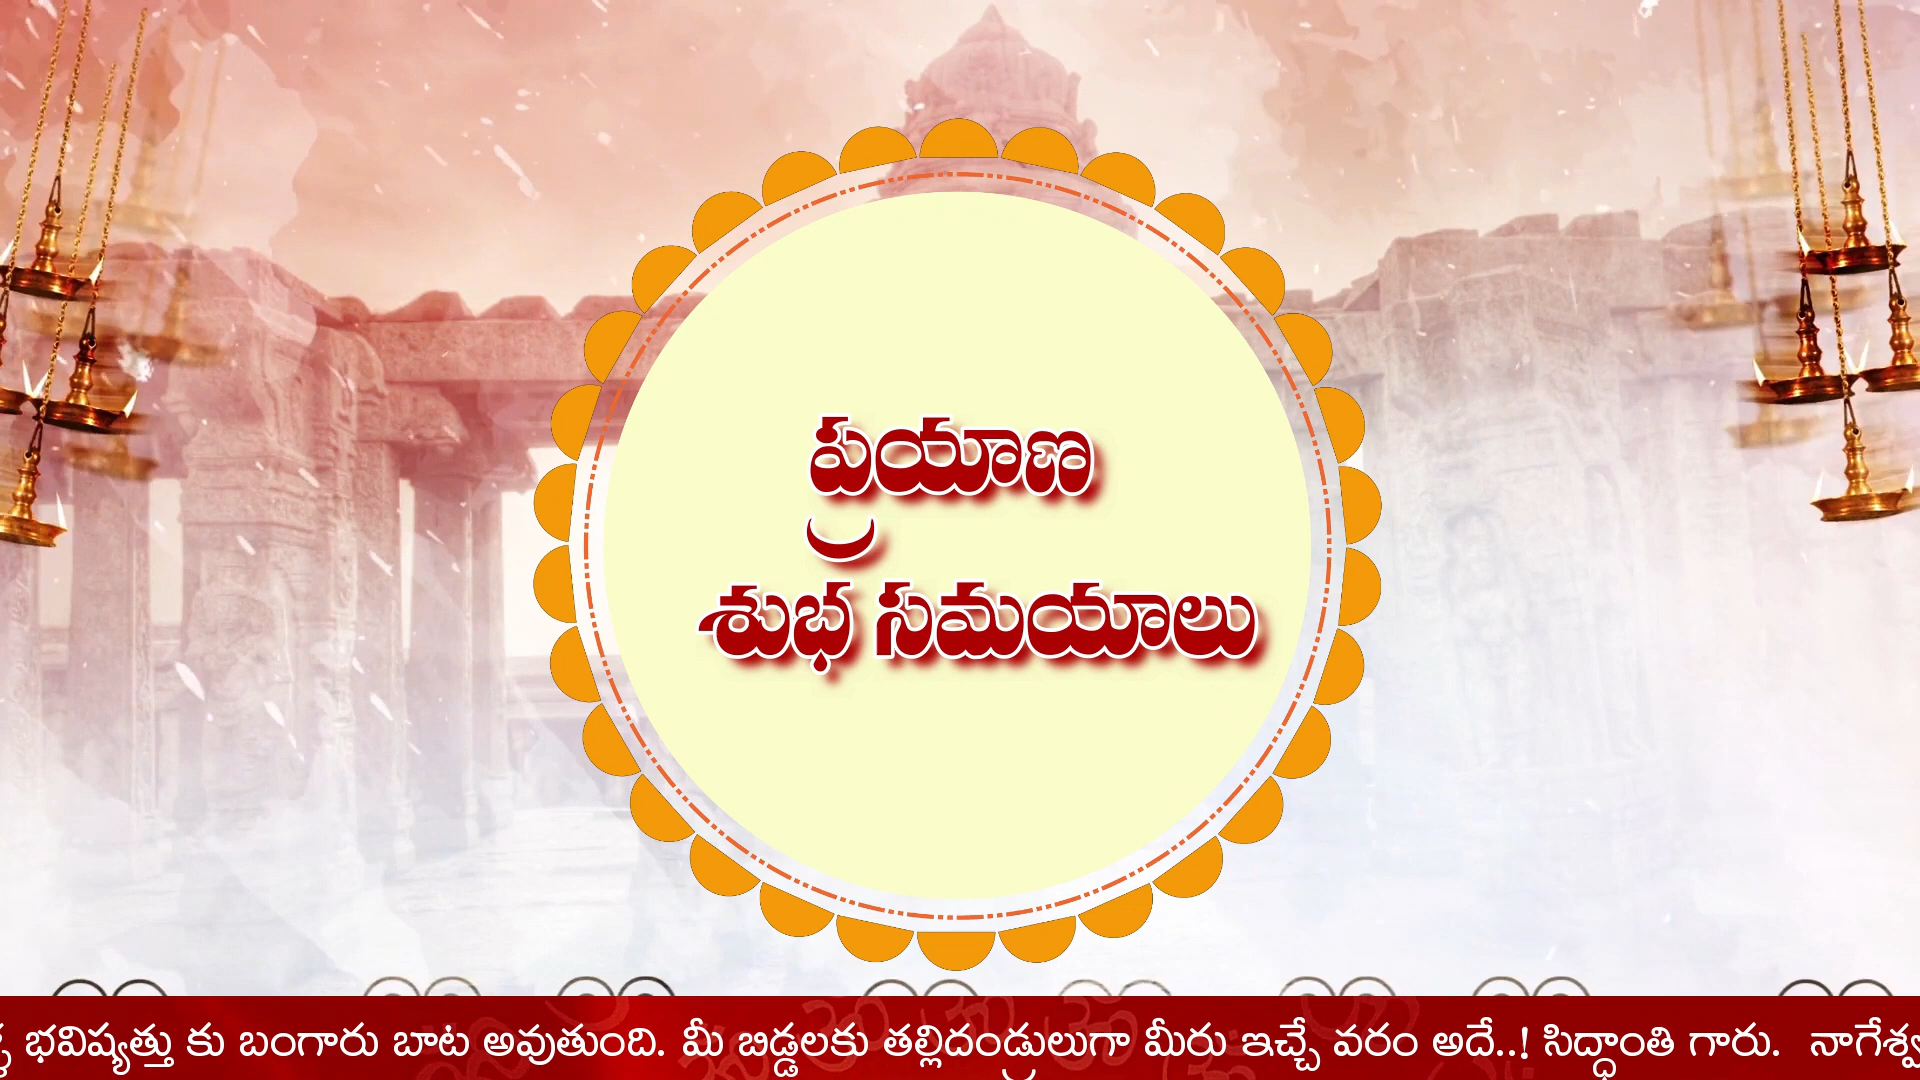 ప్రయాణ
శుభ సమయాలు
భవిష్యత్తు కు బంగారు బాట అవుతుంది. మీ బిడ్డలకు తల్లిదండ్రులుగా మీరు ఇచ్చే వరం అదే..! సిద్ధాంతి గారు.